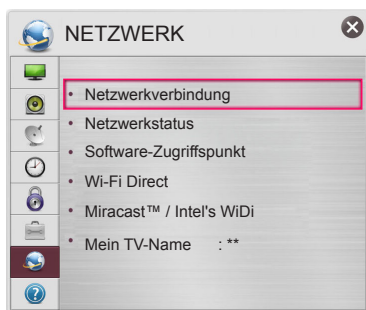 NETZWERK
• Netzwerkverbindung
• Netzwerkstatus
• Software-Zugriffspunkt
• Wi-Fi Direct
• Miracast™ / Intel's WiDi
• Mein TV-Name : **
?